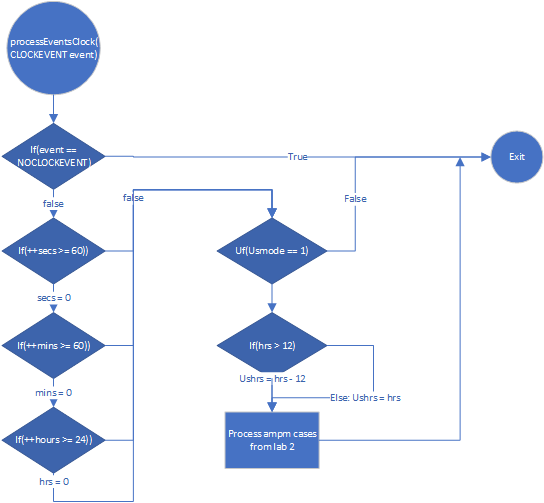 processEventsClock(
CLOCKEVENT event)
If(event ==
NOCLOCKEVENT)
True
Exit
false
false
False
If(++secs >= 60))
Uf(Usmode == 1)
secs = 0
If(++mins >= 60))
If(hrs > 12)
Ushrs = hrs - 12
mins = 0
Else: Ushrs = hrs
If(++hours >= 24))
Process ampm cases
from lab 2
hrs = 0